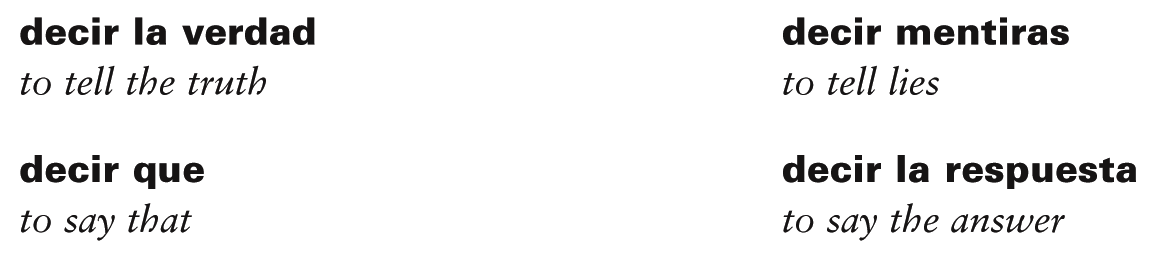 decir la verdad
to tell the truth
decir mentiras
to tell lies
decir que
to say that
decir la respuesta
to say the answer